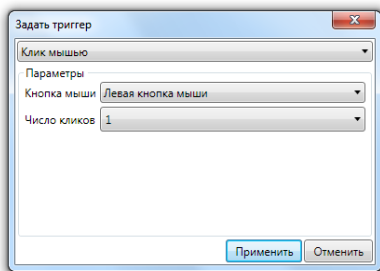 Задать триггер
Клик мышью
Параметры
Кнопка мыши Левая кнопка мыши
Число кликов 1
Применить Отменить